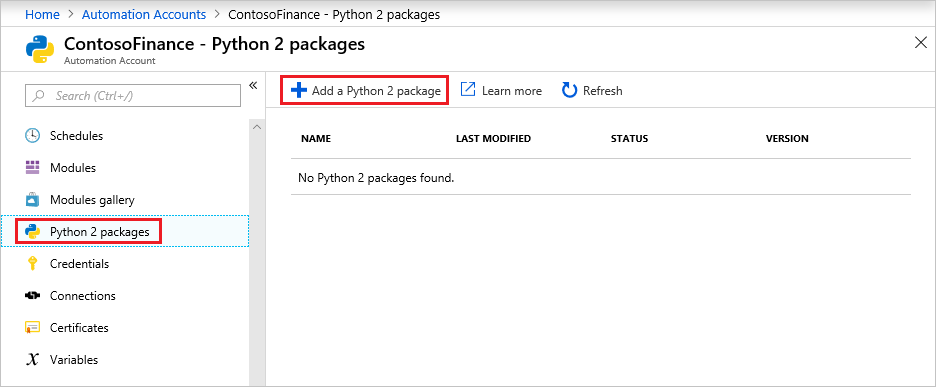 Home > Automation Accounts > ContosoFinance - Python 2 packages
ContosoFinance - Python 2 packages
Automation Account
Search (Ctrl+/)
Schedules
Modules
Modules gallery
Python 2 packages
Credentials
Connections
Certificates
Variables
Add a Python 2 package Learn more Refresh
NAME LAST MODIFIED STATUS VERSION
No Python 2 packages found.